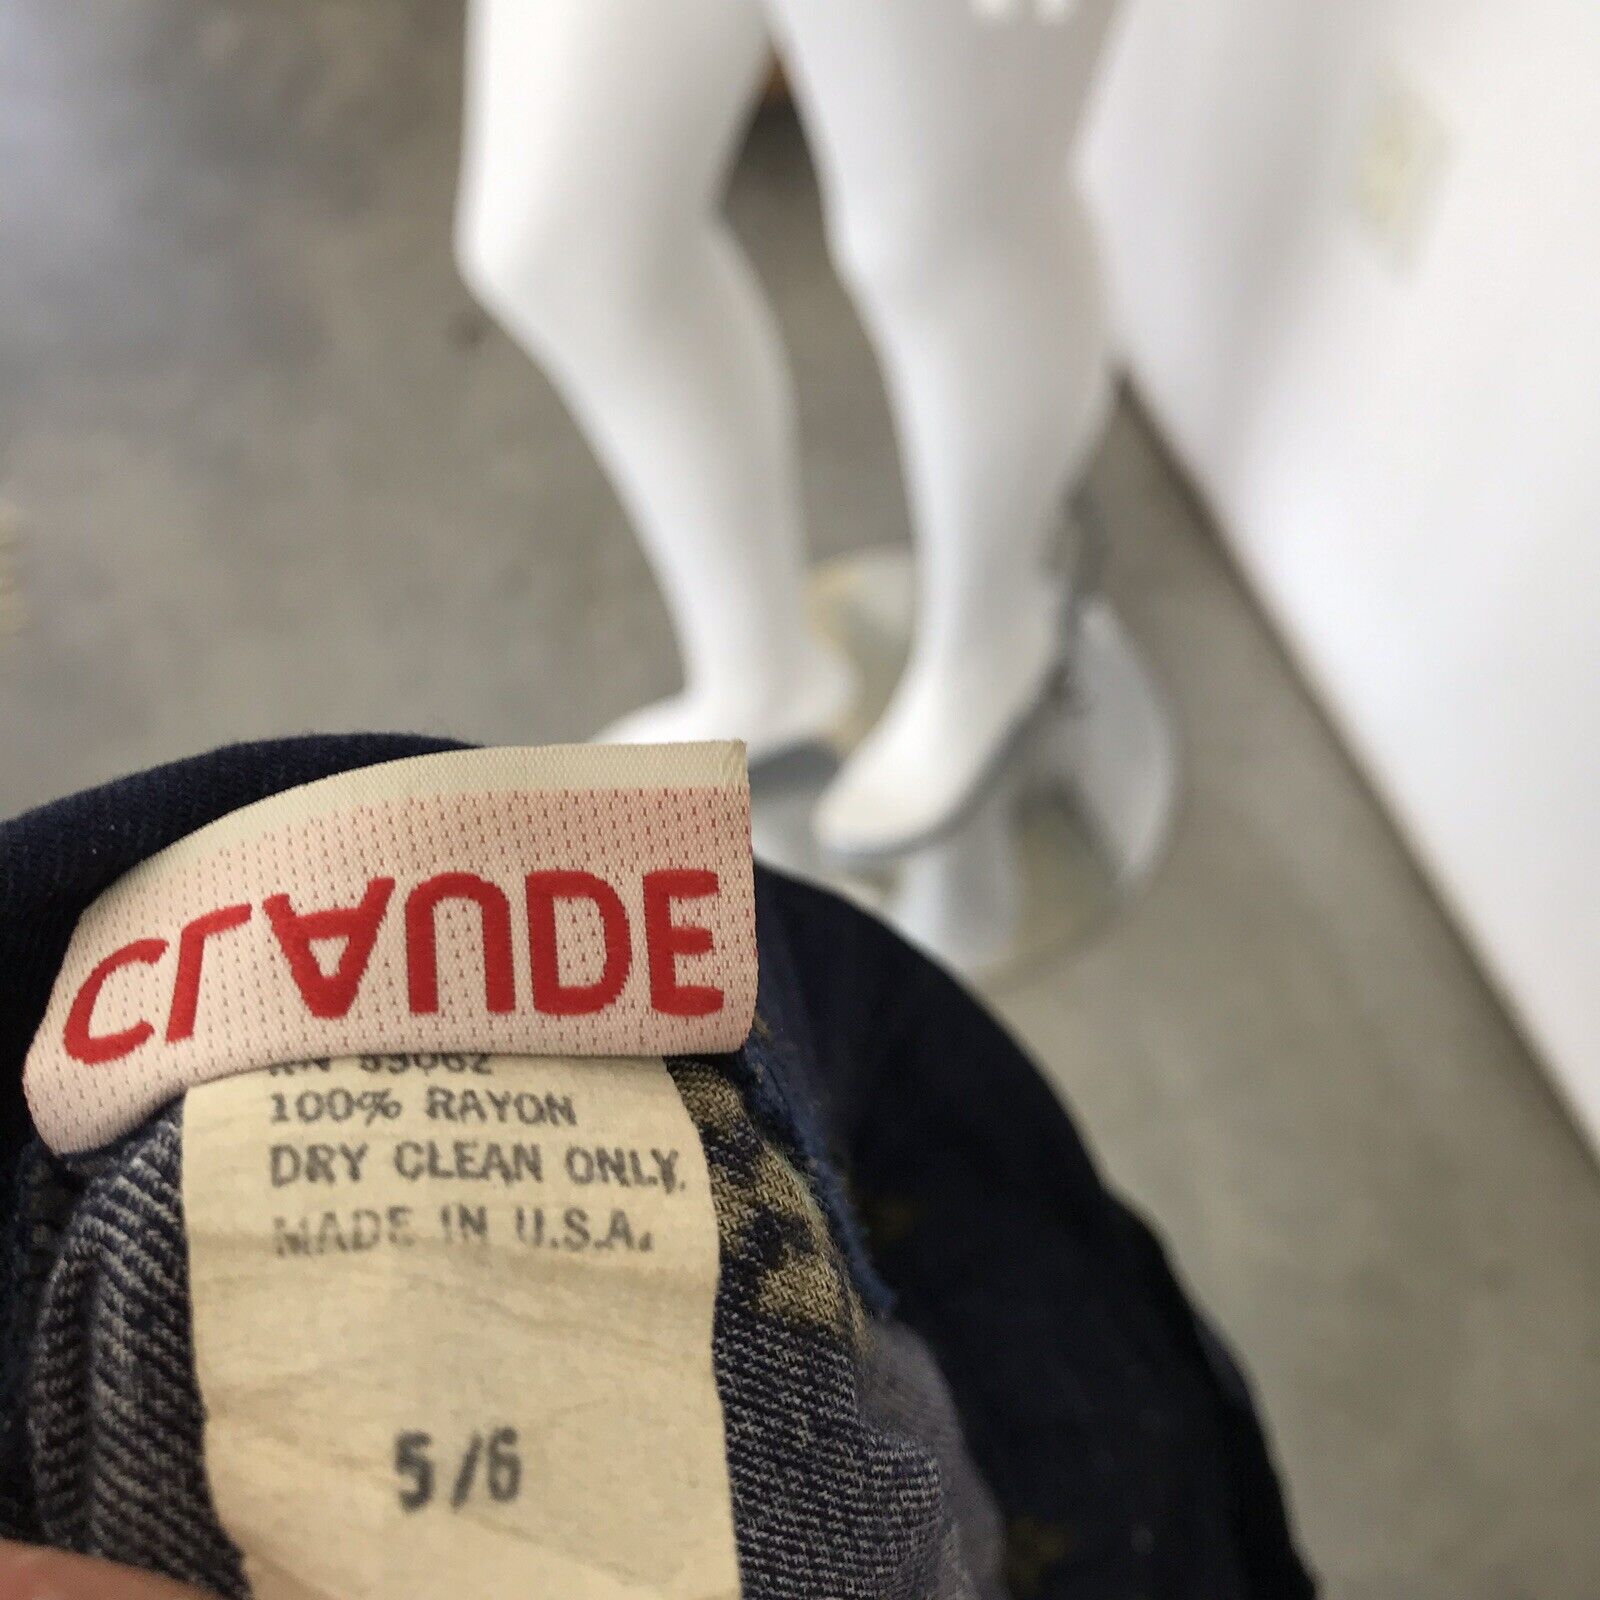 CLAUDE
100% RAYON
DRY CLEAN ONLY.
MADE IN U.S.A.
5/6